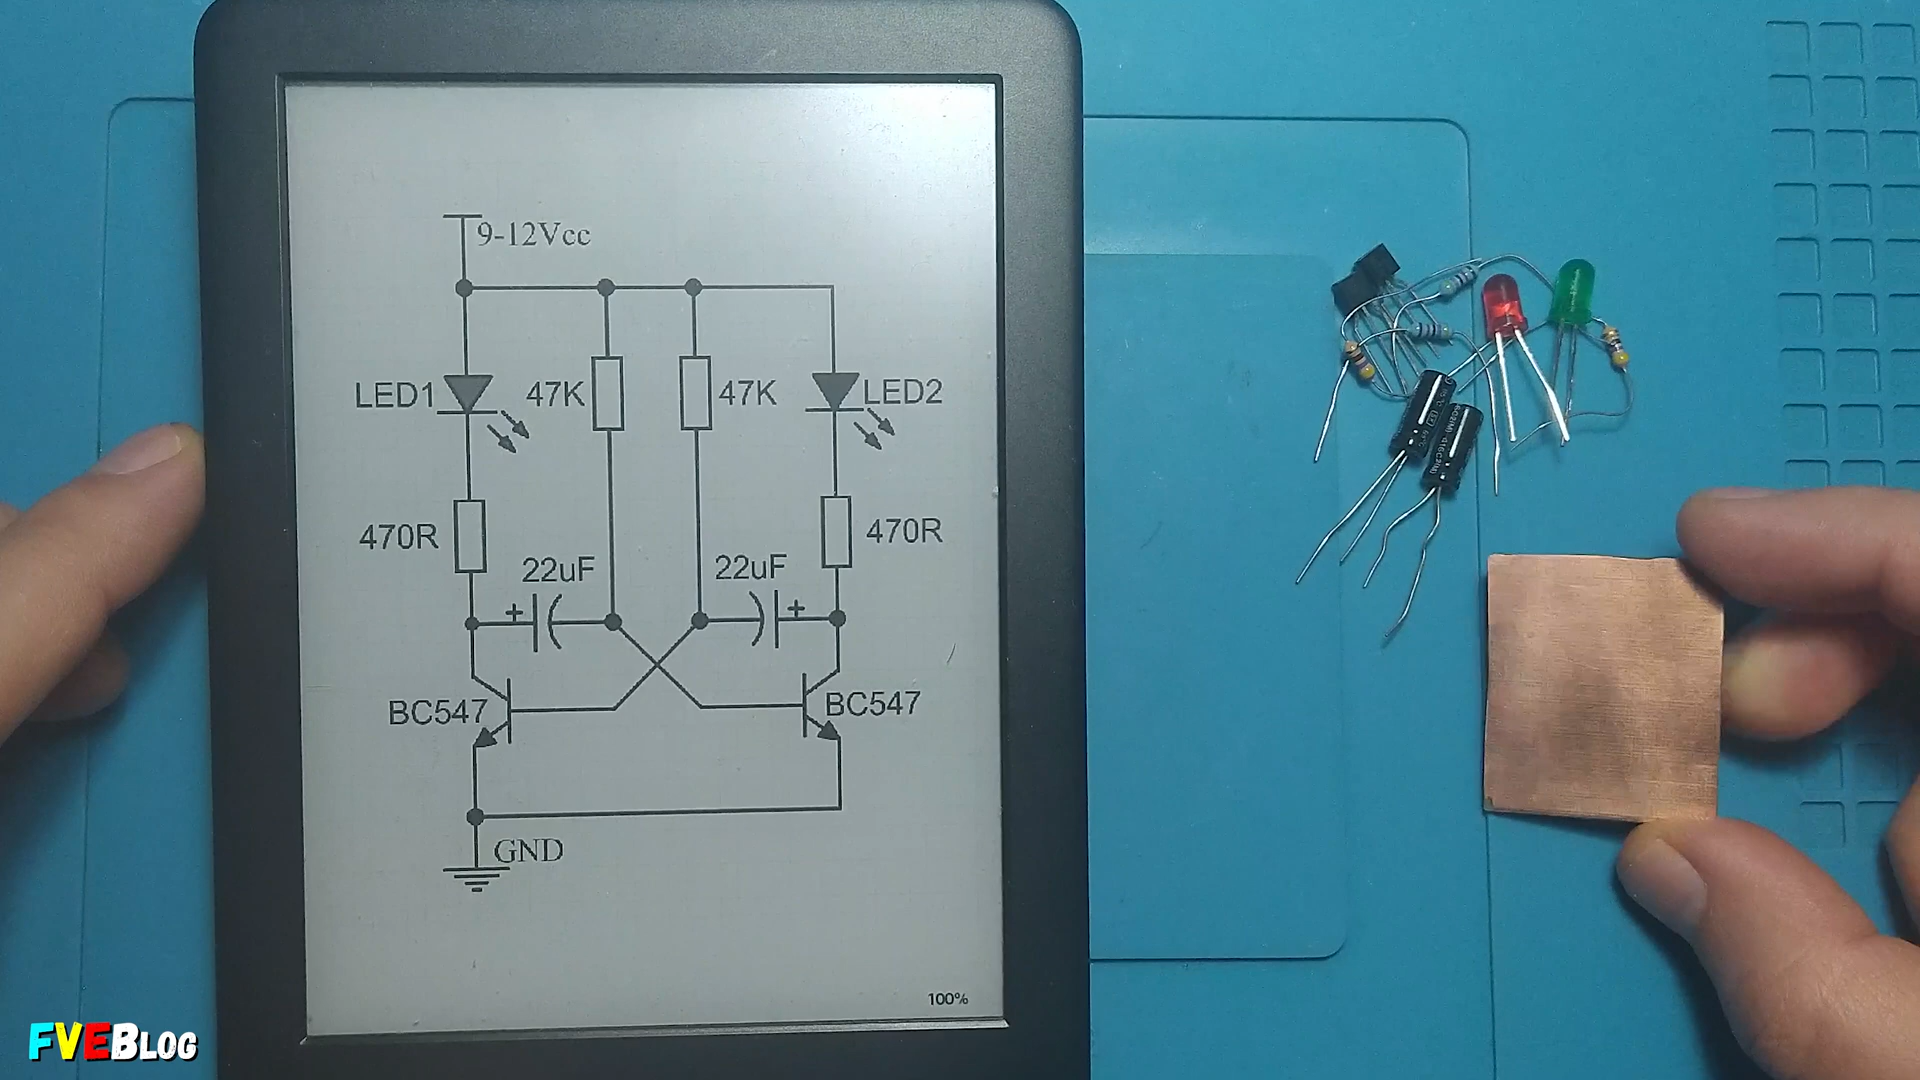 9-12Vcc
LED1
47K
47K
LED2
470R
470R
22uF
22uF
+
+
BC547
BC547
GND
100%
FVEBLOG